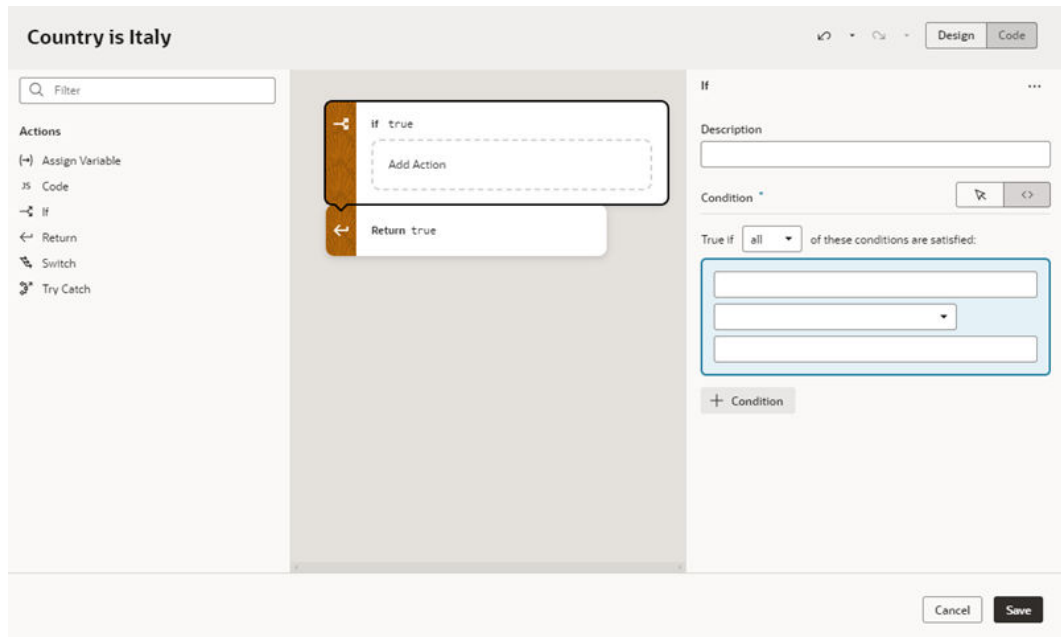 Country is Italy
Design
Code
Filter
Actions
Assign Variable
JS Code
If
Return
Switch
Try Catch
If true
Add Action
Return true
If
Description
Condition *
<>
True if all of these conditions are satisfied:
+ Condition
Cancel
Save